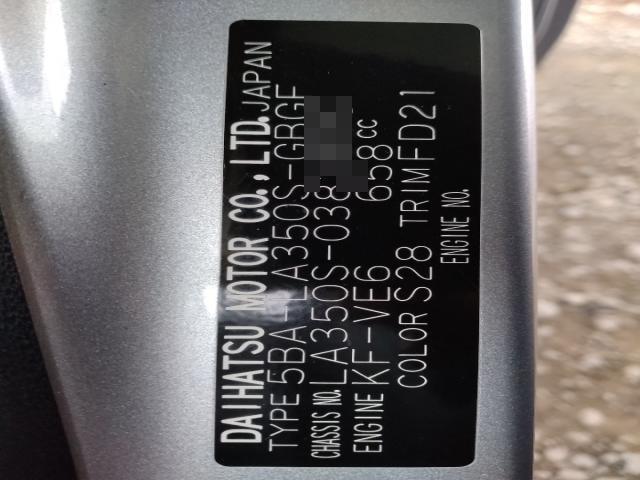 DAIHATSU MOTOR CO., LTD. JAPAN
TYPE 5BA-LA350S-GBGF
CHASSIS NO. LA350S-038
ENGINE KF-VE6 658cc
COLOR S28 TRIM FD21
ENGINE NO.